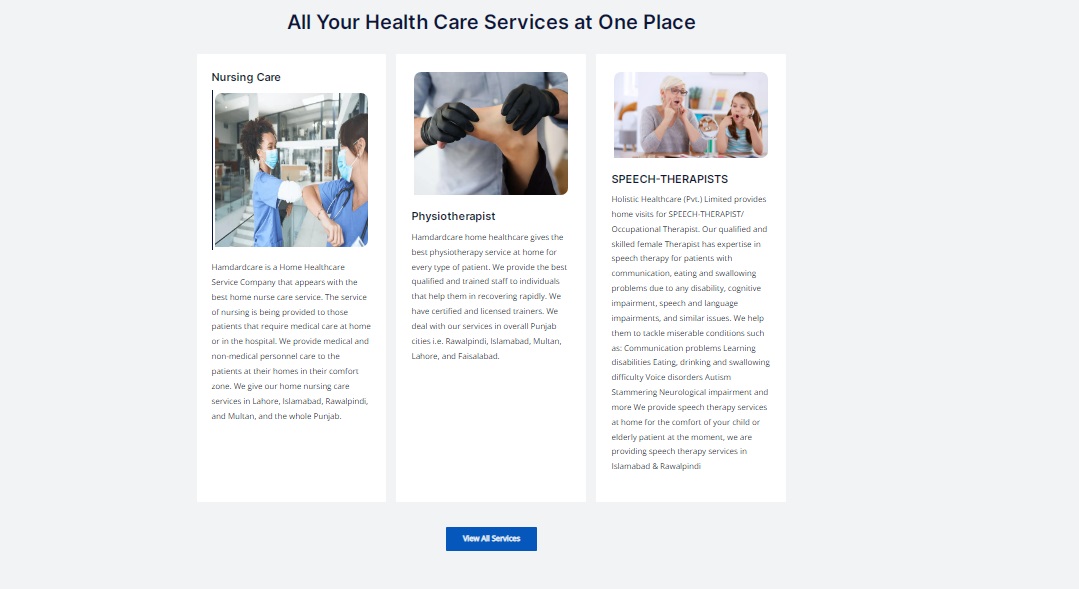 All Your Health Care Services at One Place
Nursing Care
Hamdardcare is a Home Healthcare
Service Company that appears with the
best home nurse care service. The service
of nursing is being provided to those
patients that require medical care at home
or in the hospital. We provide medical and
non-medical personnel care to the
patients at their homes in their comfort
zone. We give our home nursing care
services in Lahore, Islamabad, Rawalpindi,
and Multan, and the whole Punjab.
Physiotherapist
Hamdardcare home healthcare gives the
best physiotherapy service at home for
every type of patient. We provide the best
qualified and trained staff to individuals
that help them in recovering rapidly. We
have certified and licensed trainers. We
deal with our services in overall Punjab
cities i.e. Rawalpindi, Islamabad, Multan,
Lahore, and Faisalabad.
SPEECH-THERAPISTS
Holistic Healthcare (Pvt.) Limited provides
home visits for SPEECH-THERAPIST/
Occupational Therapist. Our qualified and
skilled female Therapist has expertise in
speech therapy for patients with
communication, eating and swallowing
problems due to any disability, cognitive
impairment, speech and language
impairments, and similar issues. We help
them to tackle miserable conditions such
as: Communication problems Learning
disabilities Eating, drinking and swallowing
difficulty Voice disorders Autism
Stammering Neurological impairment and
more We provide speech therapy services
at home for the comfort of your child or
elderly patient at the moment, we are
providing speech therapy services in
Islamabad & Rawalpindi
View All Services